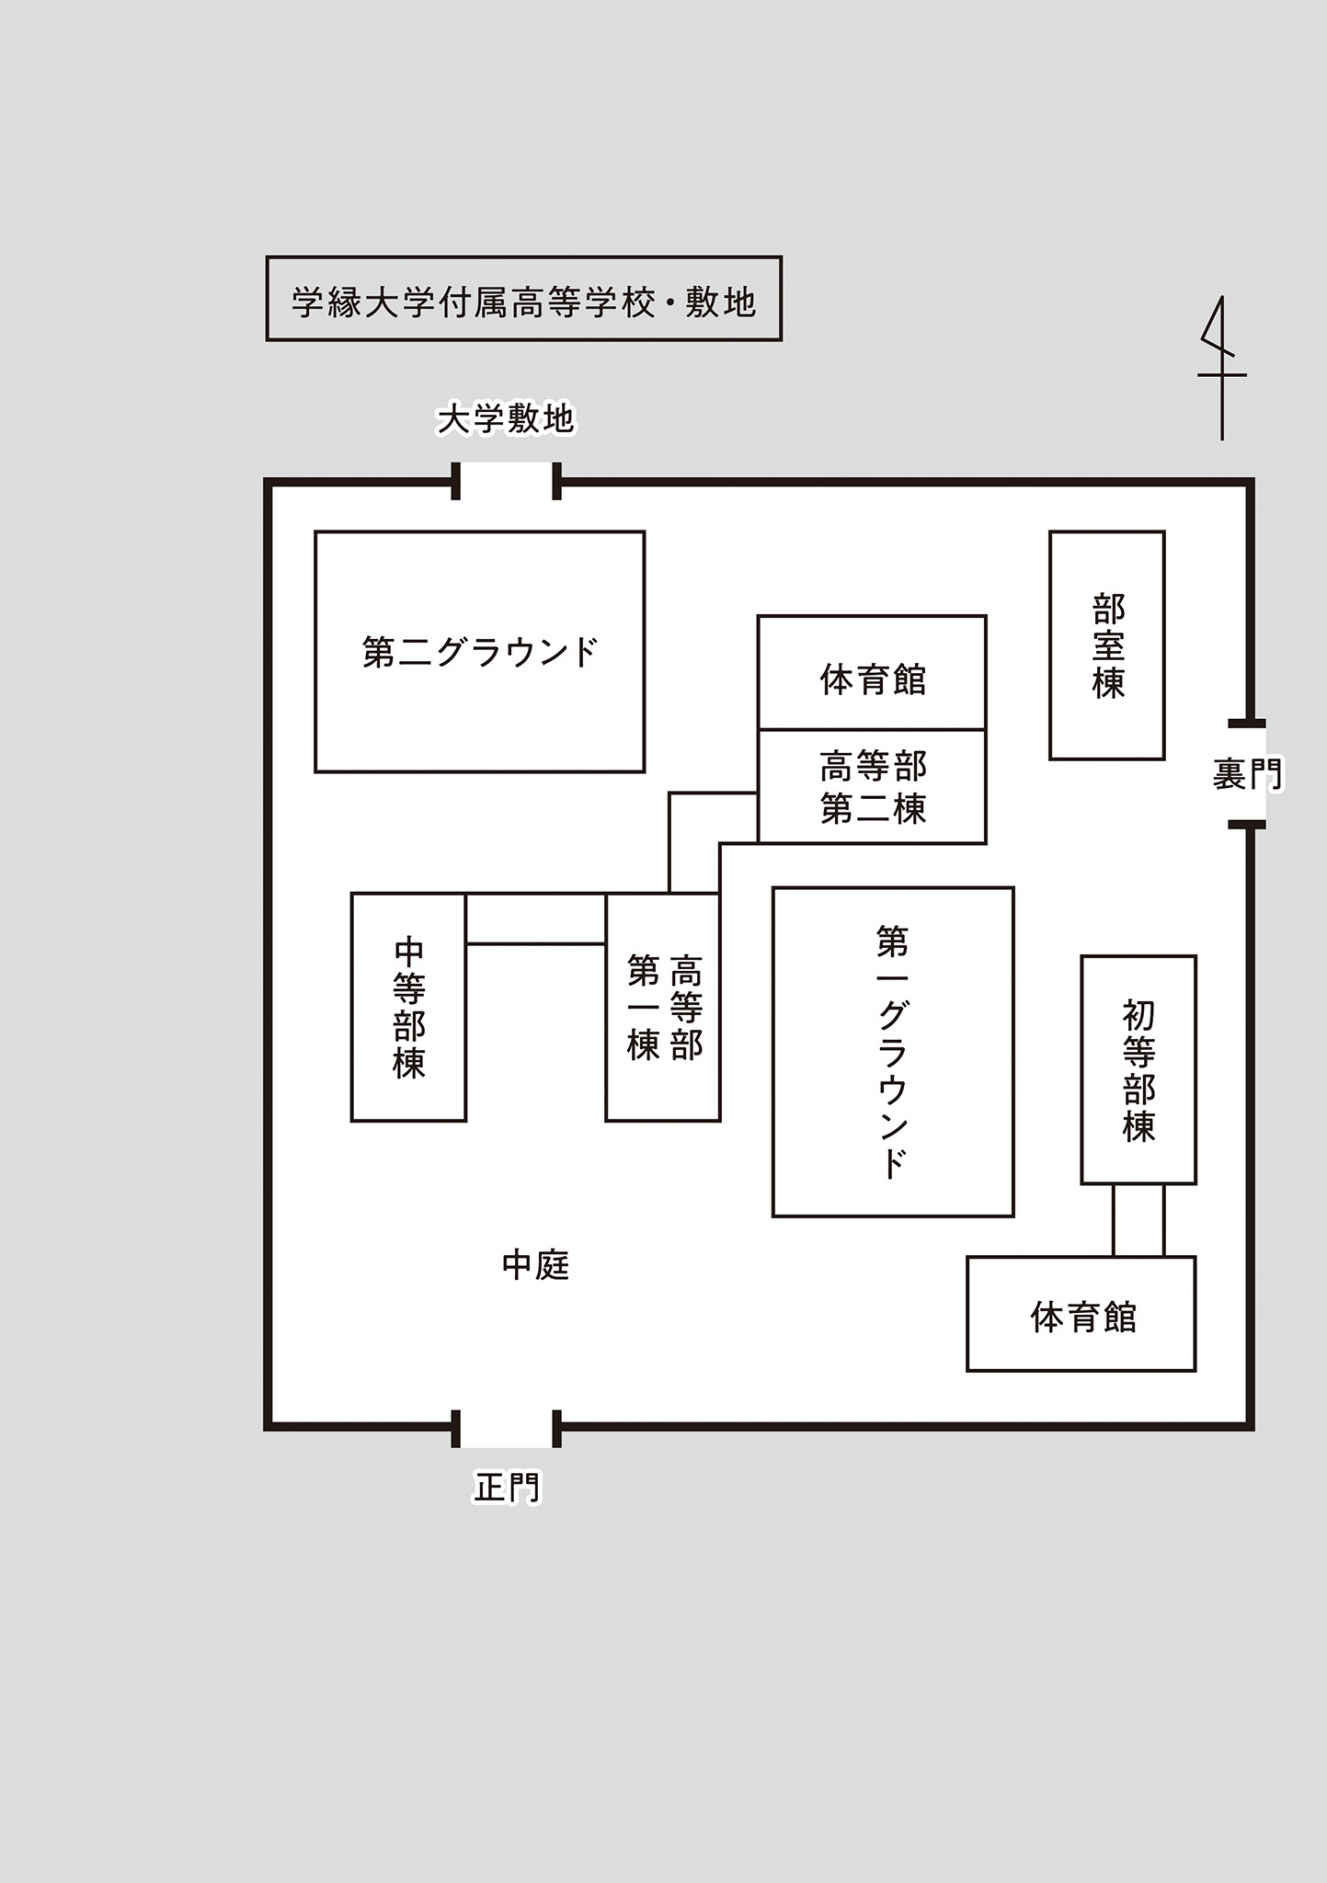 学縁大学付属高等学校・敷地
大学敷地
第二グラウンド
部室棟
体育館
高等部
第二棟
裏門
中等部棟
高等部
第一棟
第一グラウンド
初等部棟
中庭
体育館
正門